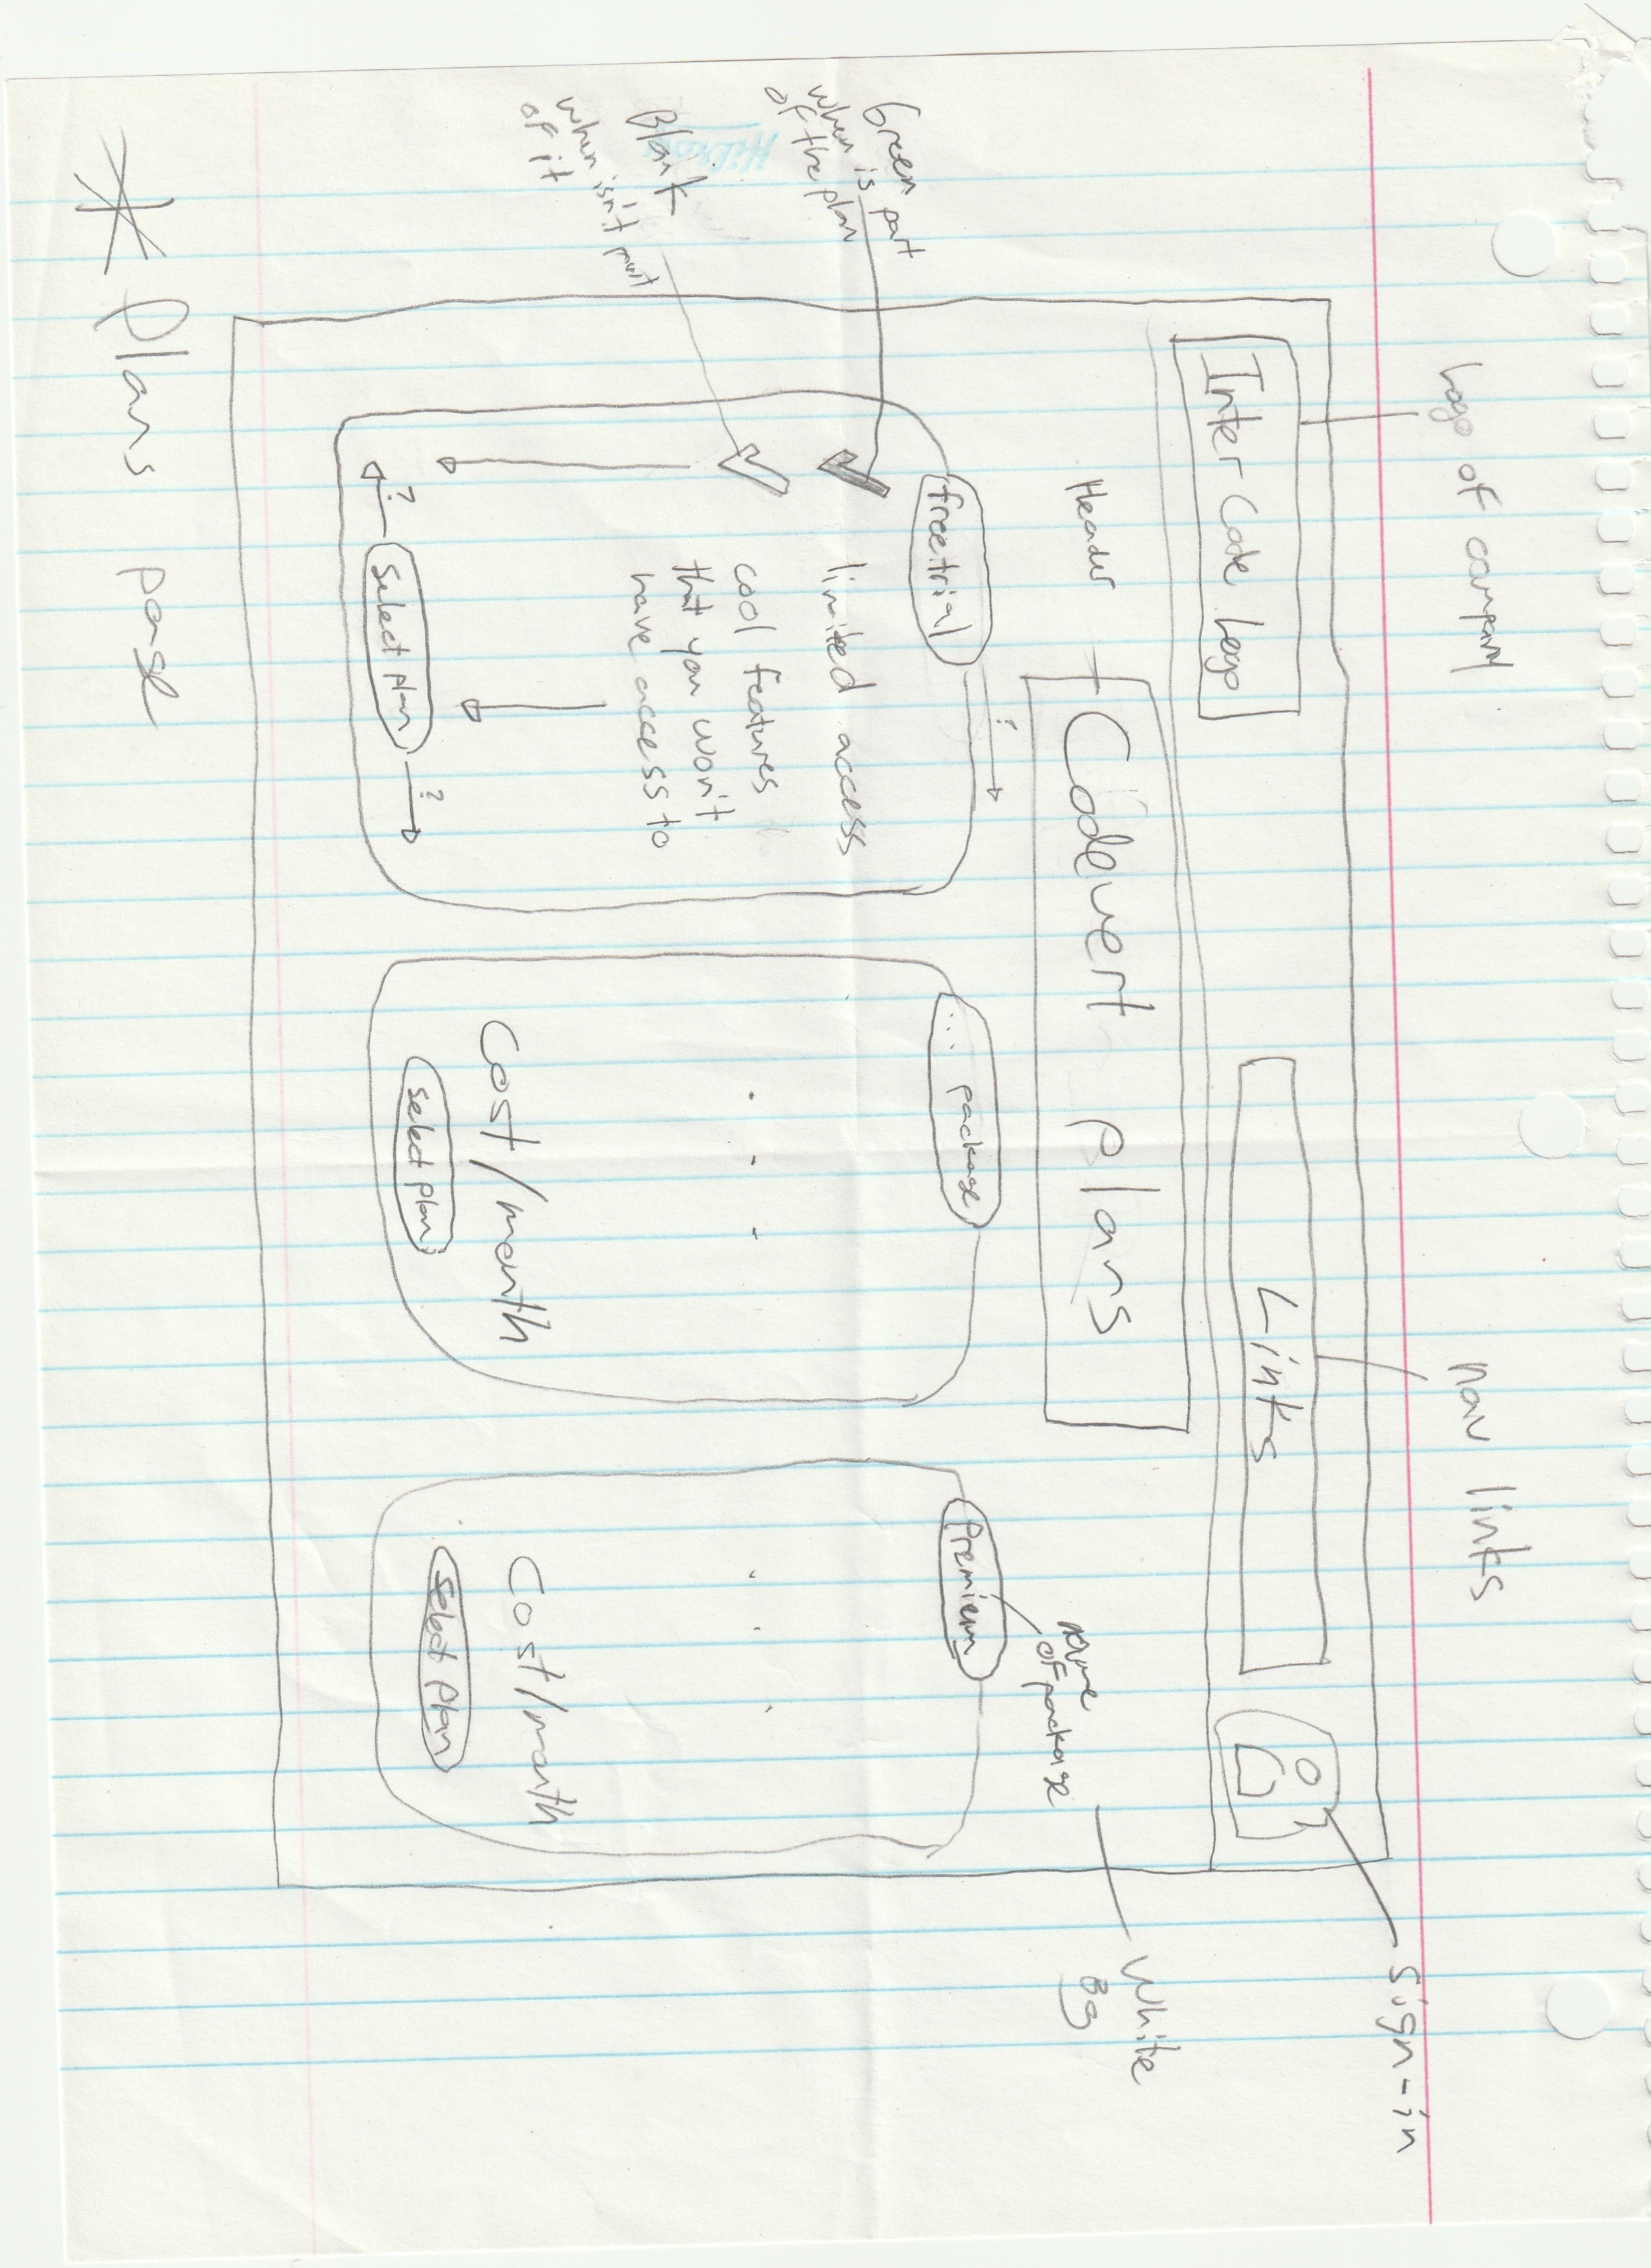 Logo of company
nav links
Sign-in
Inter Code Logo
Links
Header
Codevert plans
name
of package
White
BG
free trial
... package
Premium
Green
when is part
of the plan
limited access
Blank
when isn't part
of it
cool features
that you won't
have access to
Cost/month
Cost/month
?
Select plan
?
?
Select plan
Select plan
* Plans page